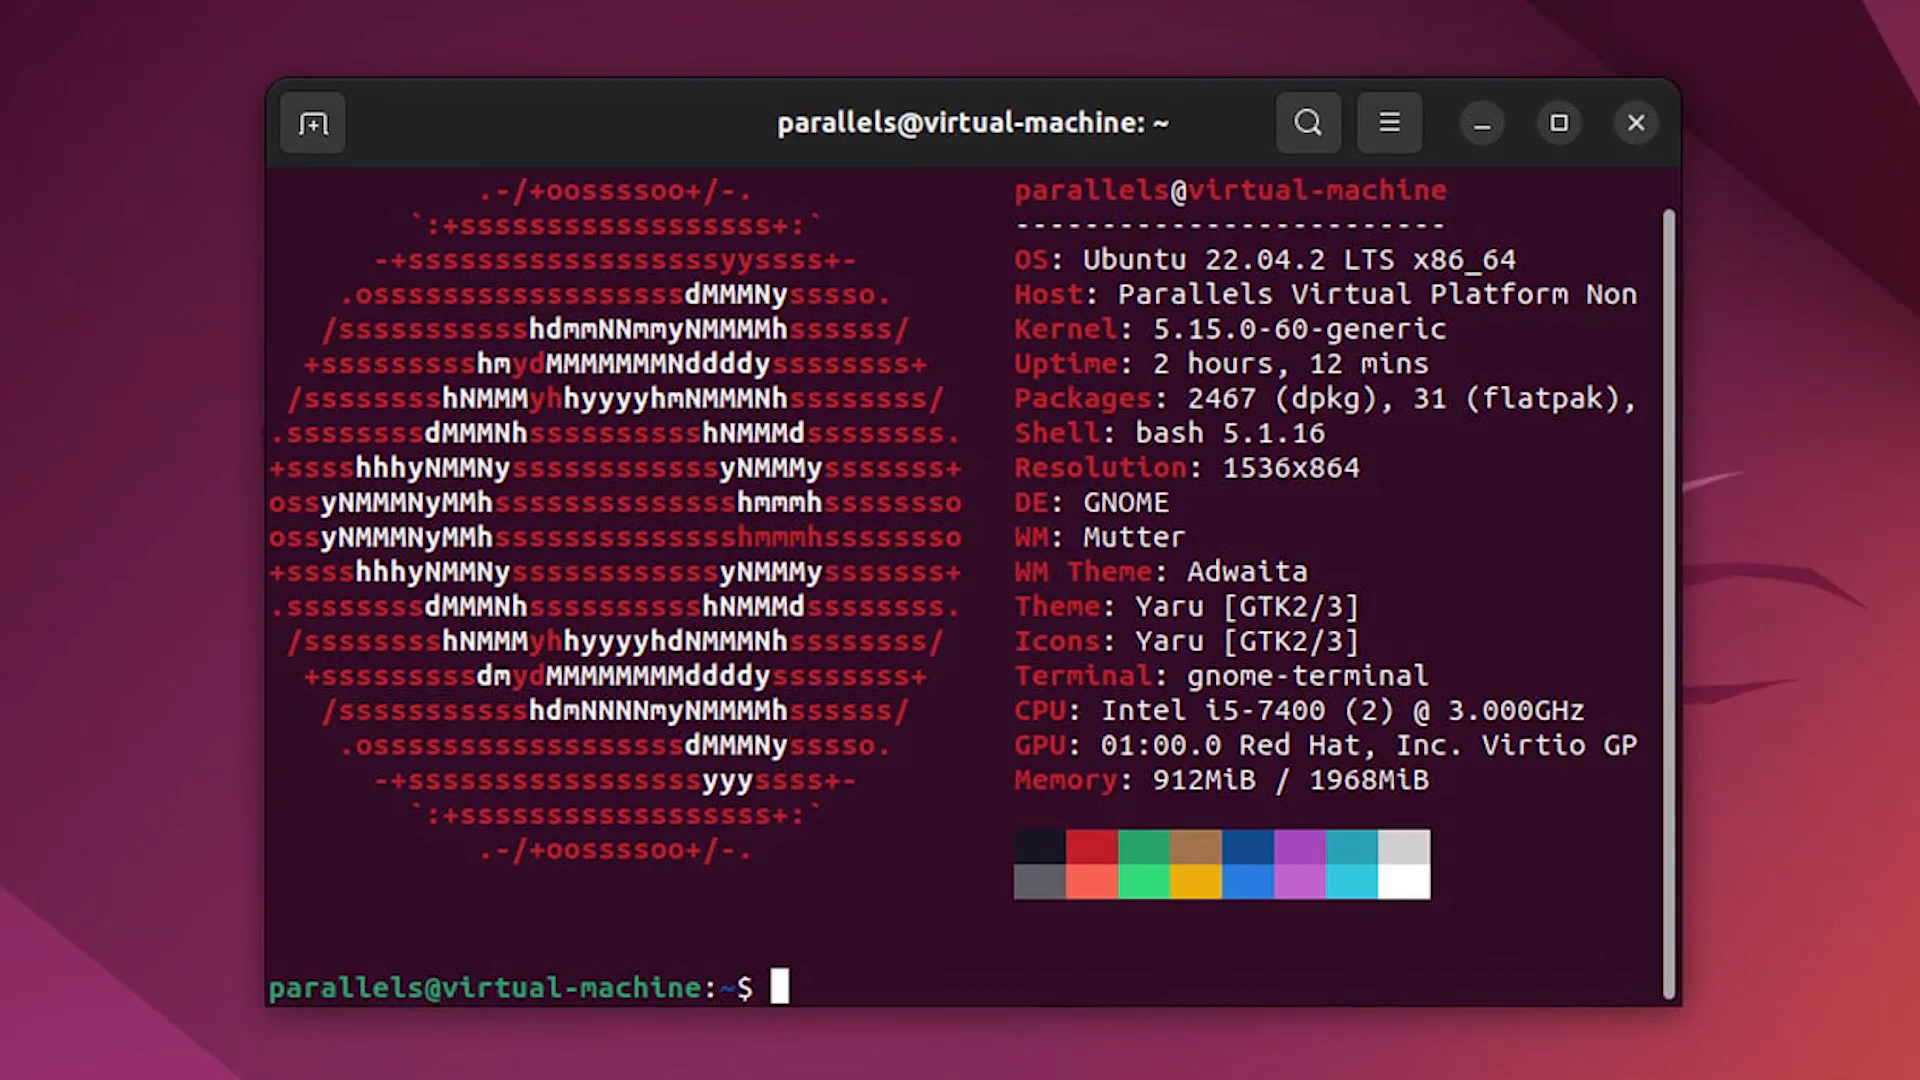 parallels@virtual-machine: ~
.-/+oossssoo+/-.
`:+ssssssssssssssssss+:`
-+ssssssssssssssssssyyssss+-
.ossssssssssssssssssdMMMNysssso.
/ssssssssssshdmmNNmmyNMMMMhssssss/
+ssssssssshmydMMMMMMMNddddyssssssss+
/sssssssshNMMMyhhyyyyhmNMMMNhssssssss/
.ssssssssdMMMNhsssssssssshNMMMdssssssss.
+sssshhhyNMMNyssssssssssssyNMMMysssssss+
ossyNMMMNyMMhsssssssssssssshmmmhssssssso
ossyNMMMNyMMhsssssssssssssshmmmhssssssso
+sssshhhyNMMNyssssssssssssyNMMMysssssss+
.ssssssssdMMMNhsssssssssshNMMMdssssssss.
/sssssssshNMMMyhhyyyyhdNMMMNhssssssss/
+sssssssssdmydMMMMMMMMddddyssssssss+
/ssssssssssshdmNNNNmyNMMMMhssssss/
.ossssssssssssssssssdMMMNysssso.
-+sssssssssssssssssyyyssss+-
`:+ssssssssssssssssss+:`
.-/+oossssoo+/-.
parallels@virtual-machine
-------------------------
OS: Ubuntu 22.04.2 LTS x86_64
Host: Parallels Virtual Platform Non
Kernel: 5.15.0-60-generic
Uptime: 2 hours, 12 mins
Packages: 2467 (dpkg), 31 (flatpak),
Shell: bash 5.1.16
Resolution: 1536x864
DE: GNOME
WM: Mutter
WM Theme: Adwaita
Theme: Yaru [GTK2/3]
Icons: Yaru [GTK2/3]
Terminal: gnome-terminal
CPU: Intel i5-7400 (2) @ 3.000GHz
GPU: 01:00.0 Red Hat, Inc. Virtio GP
Memory: 912MiB / 1968MiB
parallels@virtual-machine:~$